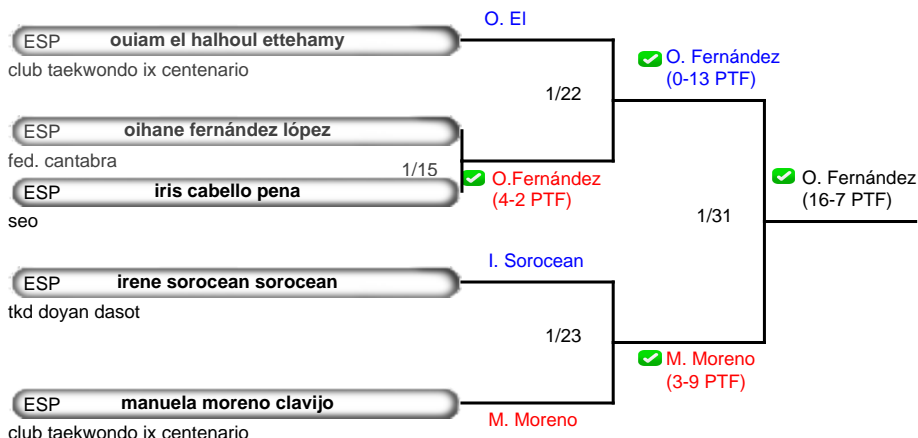 O. El
ESP ouiam el halhoul ettehamy
club taekwondo ix centenario
O. Fernández
(0-13 PTF)
1/22
ESP oihane fernández lópez
fed. cantabra
1/15
O.Fernández
(4-2 PTF)
ESP iris cabello pena
seo
O. Fernández
(16-7 PTF)
1/31
I. Sorocean
ESP irene sorocean sorocean
tkd doyan dasot
1/23
M. Moreno
(3-9 PTF)
ESP manuela moreno clavijo
M. Moreno
club taekwondo ix centenario